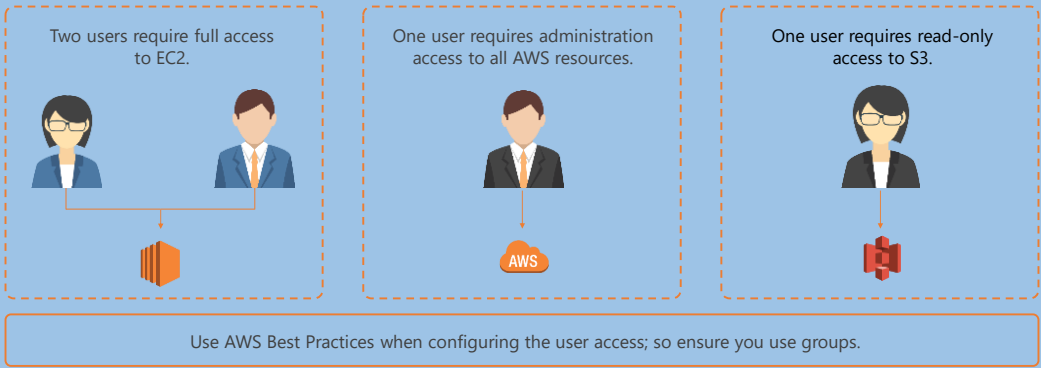 Two users require full access
to EC2.
One user requires administration
access to all AWS resources.
One user requires read-only
access to S3.
AWS
Use AWS Best Practices when configuring the user access; so ensure you use groups.